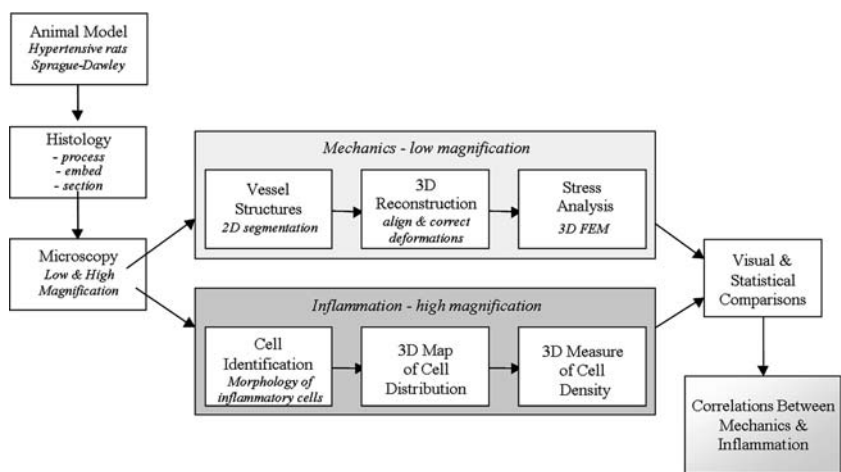 Animal Model
Hypertensive rats
Sprague-Dawley
Histology
- process
- embed
- section
Microscopy
Low & High
Magnification
Mechanics - low magnification
Vessel
Structures
2D segmentation
3D
Reconstruction
align & correct
deformations
Stress
Analysis
3D FEM
Inflammation - high magnification
Cell
Identification
Morphology of
inflammatory cells
3D Map
of Cell
Distribution
3D Measure
of Cell
Density
Visual &
Statistical
Comparisons
Correlations Between
Mechanics &
Inflammation